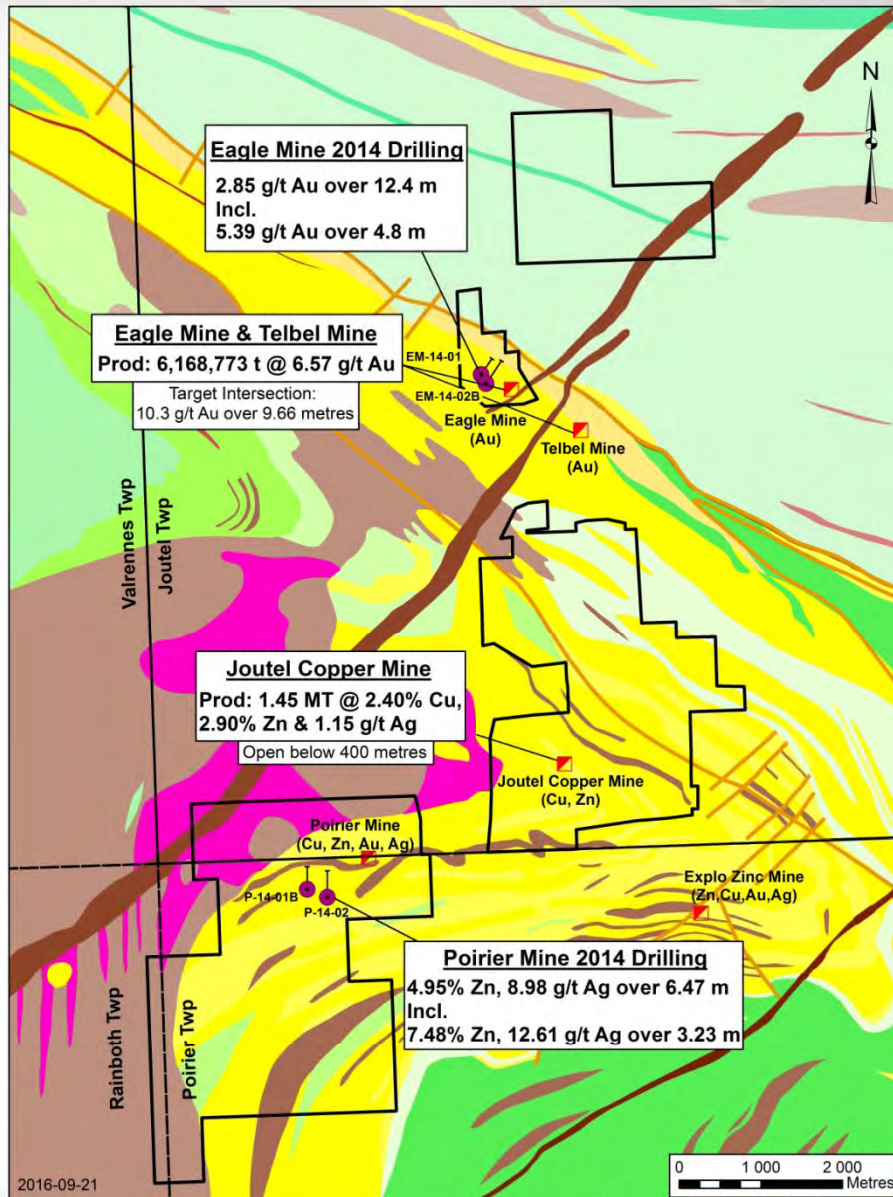 N
Eagle Mine 2014 Drilling
2.85 g/t Au over 12.4 m
Incl.
5.39 g/t Au over 4.8 m
Eagle Mine & Telbel Mine
Prod: 6,168,773 t @ 6.57 g/t Au
Target Intersection:
10.3 g/t Au over 9.66 metres
EM-14-01
EM-14-02B
Eagle Mine
(Au)
Telbel Mine
(Au)
Valrennes Twp
Joutel Twp
Joutel Copper Mine
Prod: 1.45 MT @ 2.40% Cu,
2.90% Zn & 1.15 g/t Ag
Open below 400 metres
Joutel Copper Mine
(Cu, Zn)
Poirier Mine
(Cu, Zn, Au, Ag)
P-14-01B
P-14-02
Explo Zinc Mine
(Zn,Cu,Au,Ag)
Poirier Mine 2014 Drilling
4.95% Zn, 8.98 g/t Ag over 6.47 m
Incl.
7.48% Zn, 12.61 g/t Ag over 3.23 m
Rainboth Twp
Poirier Twp
2016-09-21
0 1 000 2 000
Metres